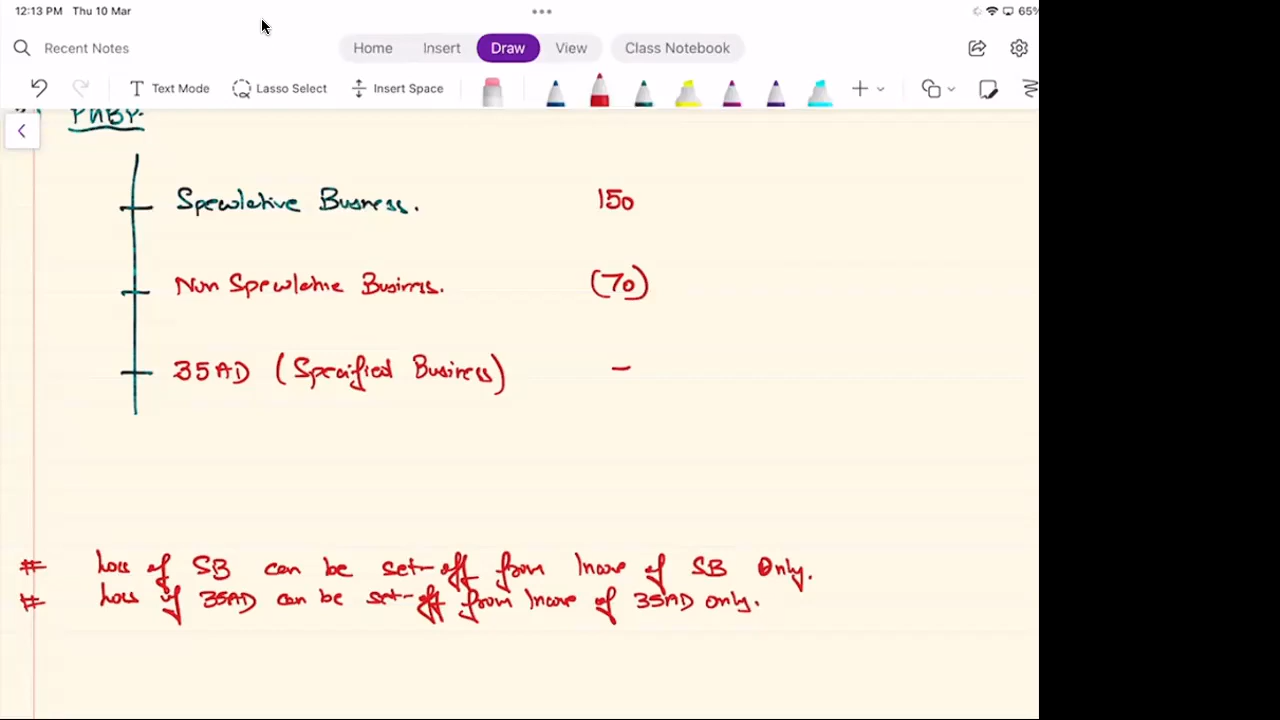 12:13 PM Thu 10 Mar
65%
Recent Notes
Home Insert Draw View Class Notebook
Text Mode Lasso Select Insert Space
PHBP.
Speculative Business. 150
Non Speculative Business. (70)
35AD (Specified Business) –
# Loss of SB can be set-off from Income of SB Only.
# Loss of 35AD can be set-off from Income of 35AD only.